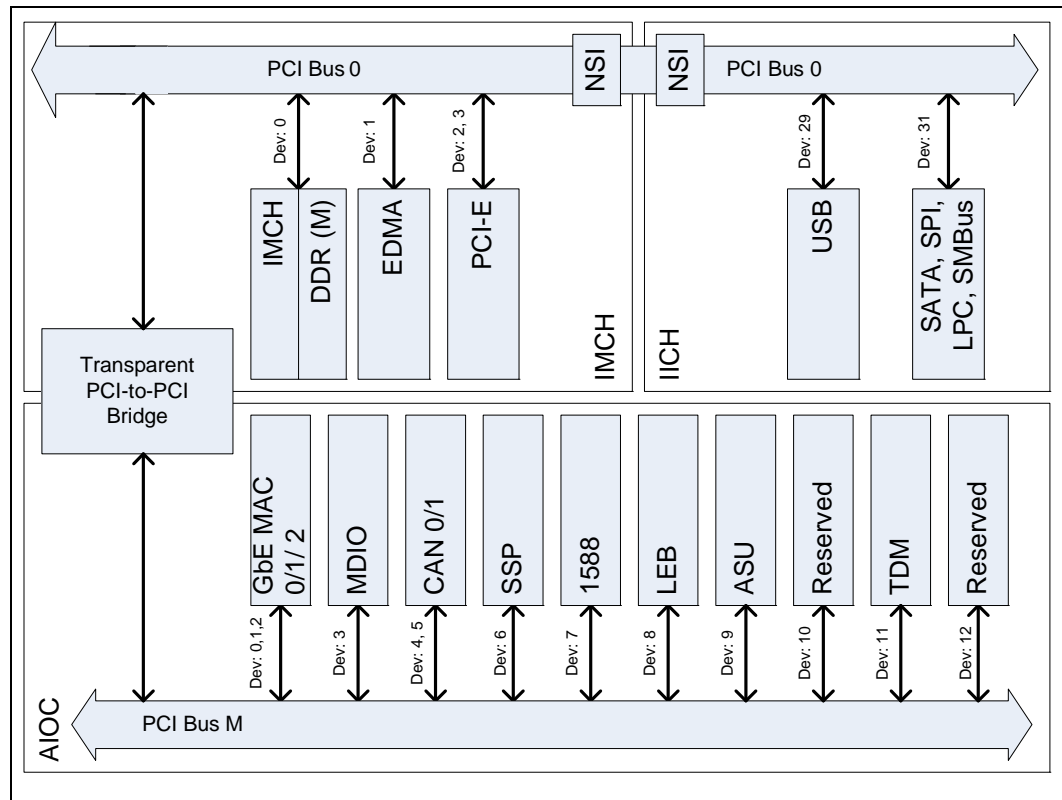 PCI Bus 0
NSI
NSI
PCI Bus 0
Dev: 0
Dev: 1
Dev: 2, 3
Dev: 29
Dev: 31
IMCH
DDR (M)
EDMA
PCI-E
USB
SATA, SPI,
LPC, SMBus
IMCH
IICH
Transparent
PCI-to-PCI
Bridge
GbE MAC
0/1/ 2
MDIO
CAN 0/1
SSP
1588
LEB
ASU
Reserved
TDM
Reserved
Dev: 0,1,2
Dev: 3
Dev: 4, 5
Dev: 6
Dev: 7
Dev: 8
Dev: 9
Dev: 10
Dev: 11
Dev: 12
AIOC
PCI Bus M